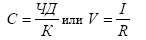 C = ЧД/К или V = I/R